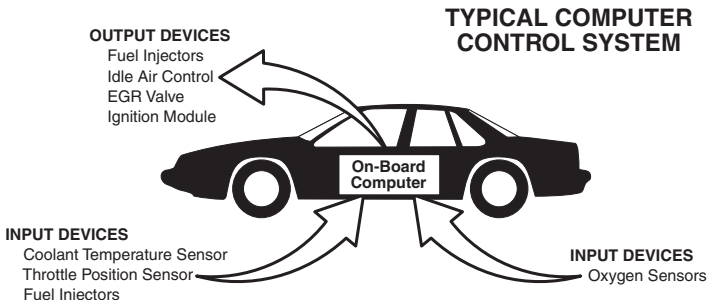 TYPICAL COMPUTER
CONTROL SYSTEM
OUTPUT DEVICES
Fuel Injectors
Idle Air Control
EGR Valve
Ignition Module
On-Board
Computer
INPUT DEVICES
Coolant Temperature Sensor
Throttle Position Sensor
Fuel Injectors
INPUT DEVICES
Oxygen Sensors